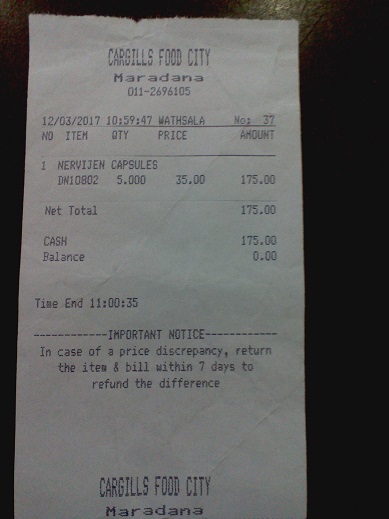 CARGILLS FOOD CITY
Maradana
011-2696105
12/03/2017 10:59:47 WATHSALA No: 37
NO ITEM QTY PRICE AMOUNT
1 NERVIJEN CAPSULES
DN10802 5.000 35.00 175.00
Net Total 175.00
CASH 175.00
Balance 0.00
Time End 11:00:35
------------IMPORTANT NOTICE------------
In case of a price discrepancy, return
the item & bill within 7 days to
refund the difference
CARGILLS FOOD CITY
Maradana